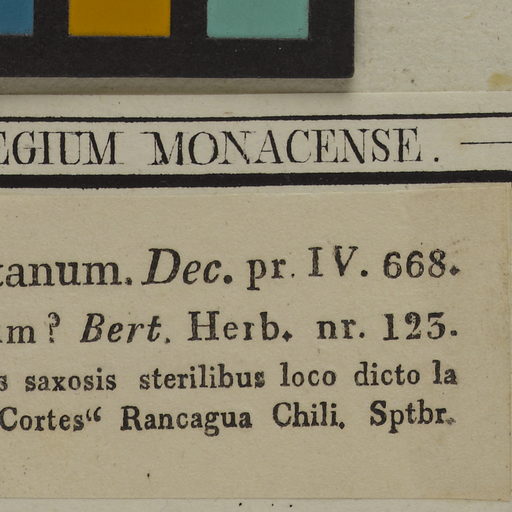 EGIUM MONACENSE.
tanum. Dec. pr. IV. 668.
um? Bert. Herb. nr. 123.
s saxosis sterilibus loco dicto la
Cortes“ Rancagua Chili. Sptbr.